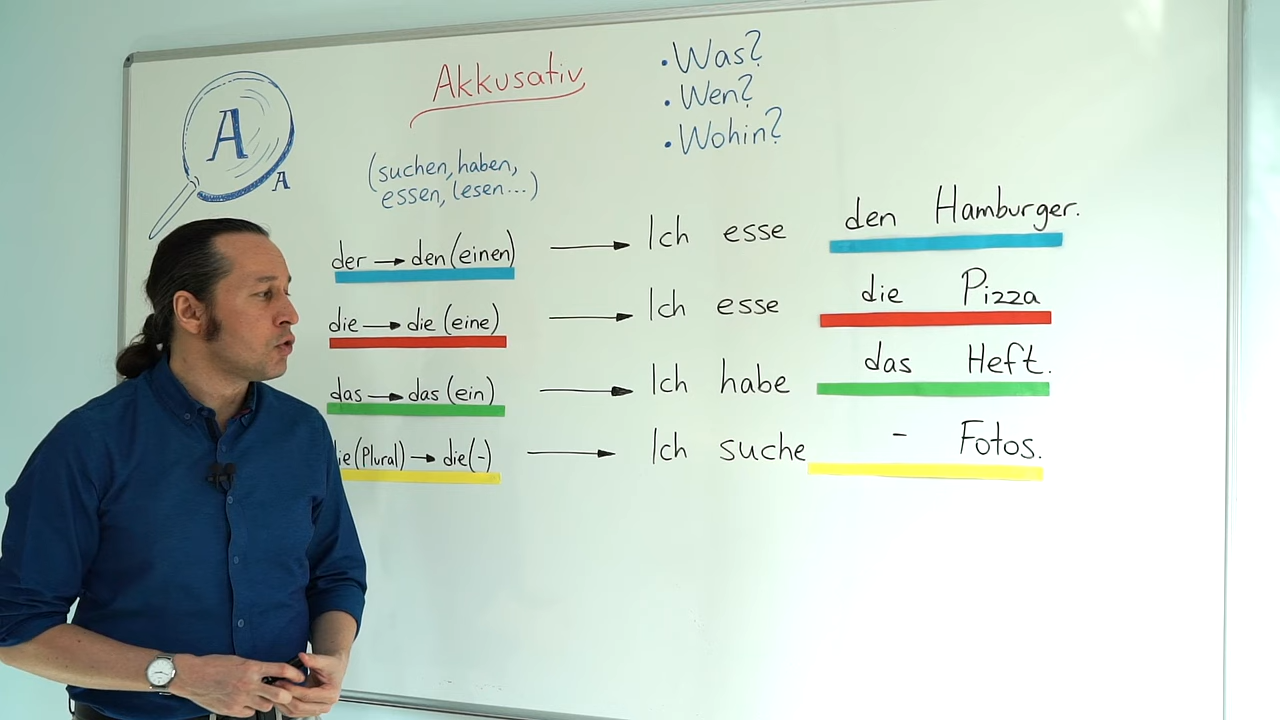 A
A
Akkusativ
• Was?
• Wen?
• Wohin?
(suchen, haben,
essen, lesen...)
der → den (einen) → Ich esse den Hamburger.
die → die (eine) → Ich esse die Pizza
das → das (ein) → Ich habe das Heft.
ie (Plural) → die (-) → Ich suche - Fotos.